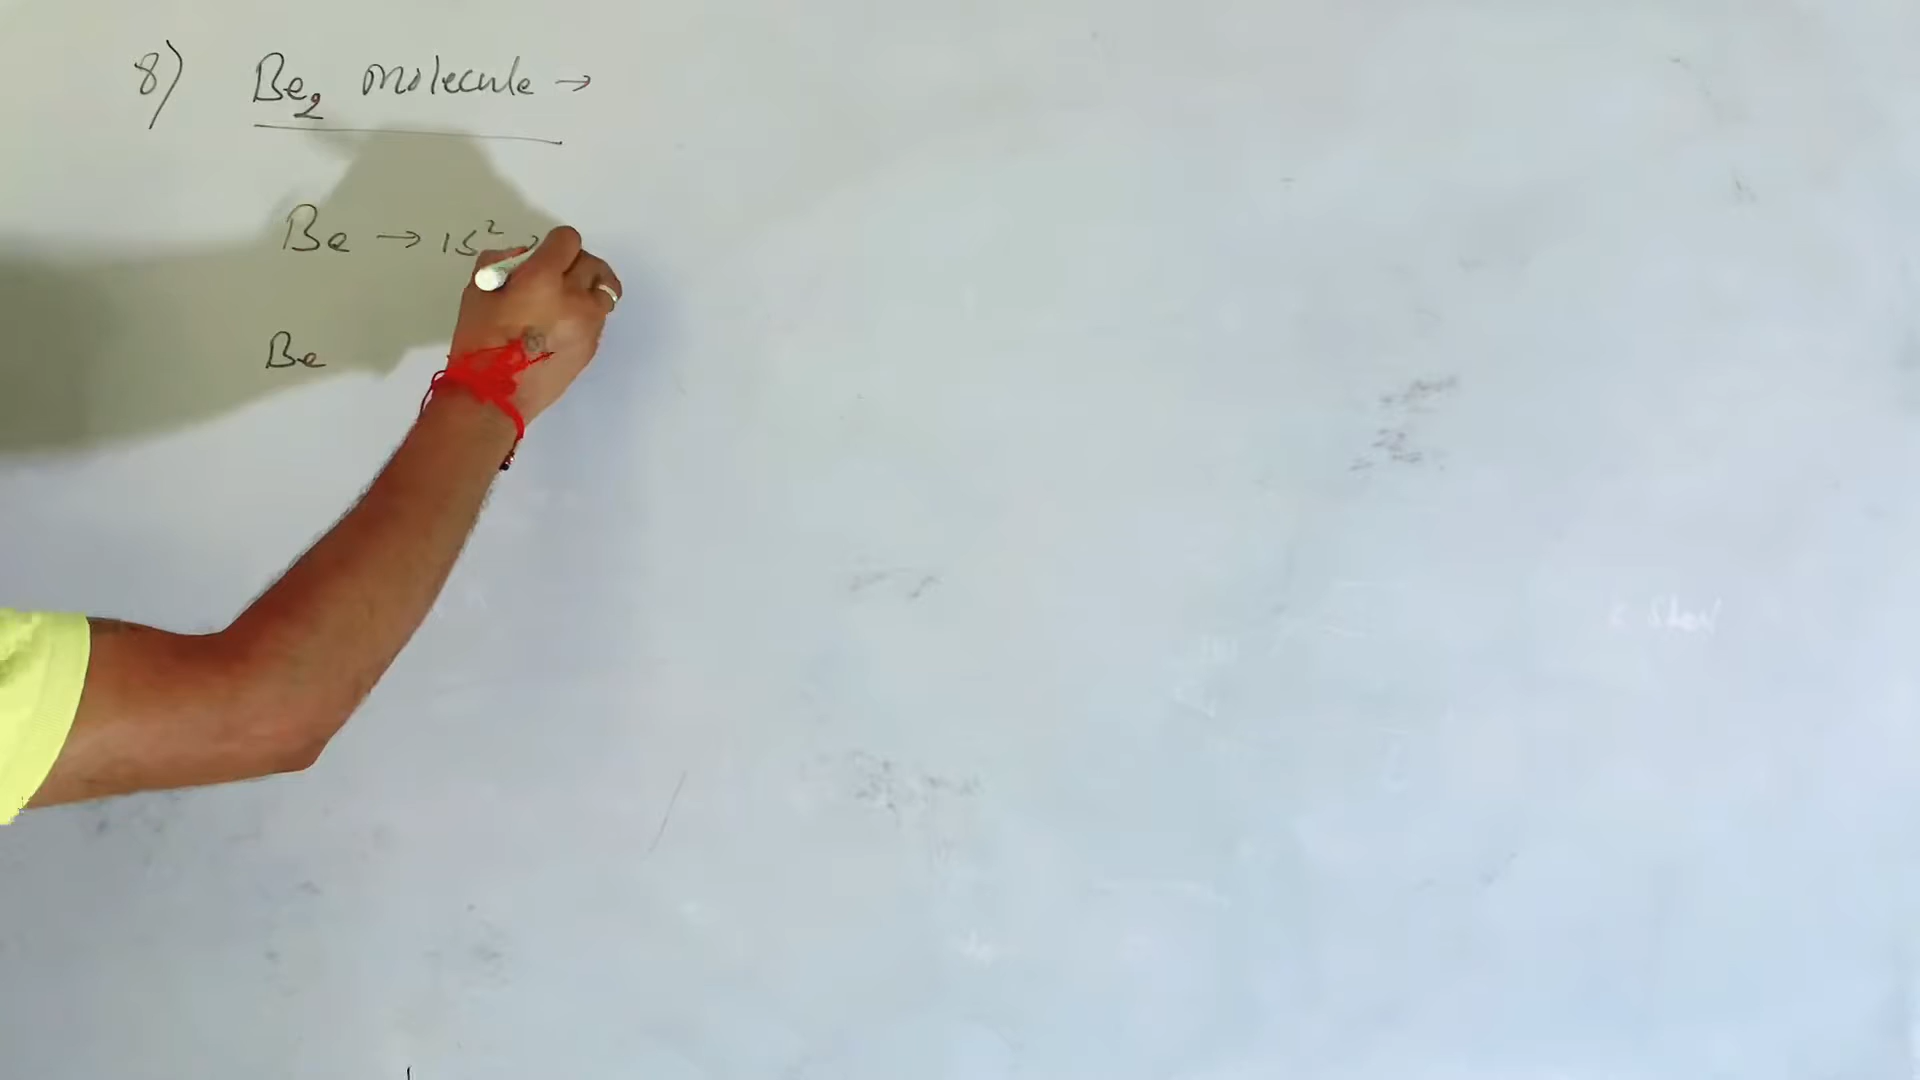 8) Be₂ molecule →
Be → 1s²
Be